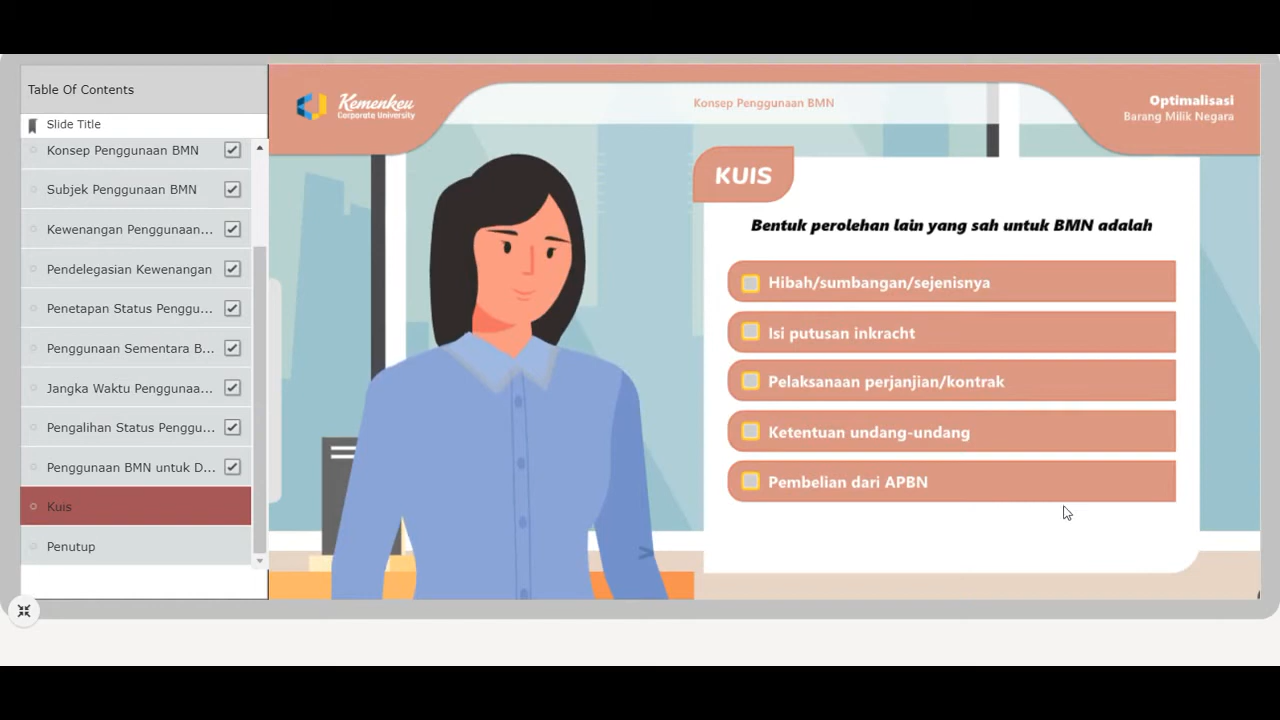 Table Of Contents
Slide Title
Konsep Penggunaan BMN
Subjek Penggunaan BMN
Kewenangan Penggunaan...
Pendelegasian Kewenangan
Penetapan Status Penggu...
Penggunaan Sementara B...
Jangka Waktu Penggunaa...
Pengalihan Status Penggu...
Penggunaan BMN untuk D...
Kuis
Penutup
Kemenkeu
Corporate University
Konsep Penggunaan BMN
Optimalisasi
Barang Milik Negara
KUIS
Bentuk perolehan lain yang sah untuk BMN adalah
Hibah/sumbangan/sejenisnya
Isi putusan inkracht
Pelaksanaan perjanjian/kontrak
Ketentuan undang-undang
Pembelian dari APBN